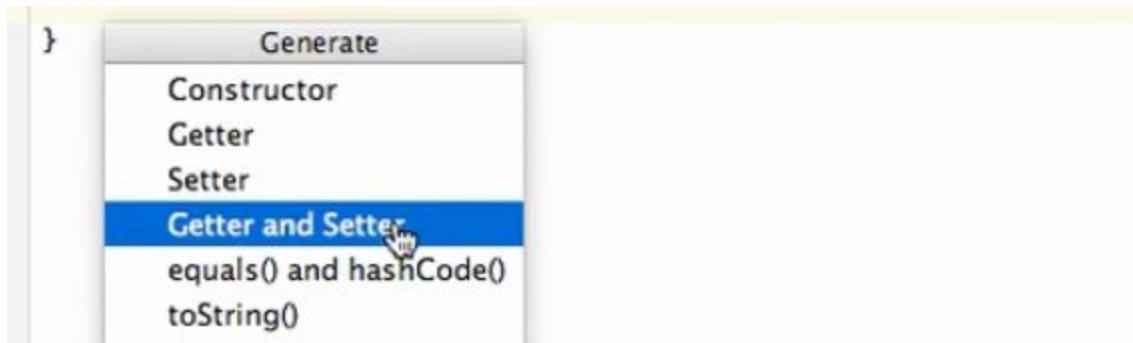 }
Generate
Constructor
Getter
Setter
Getter and Setter
equals() and hashCode()
toString()